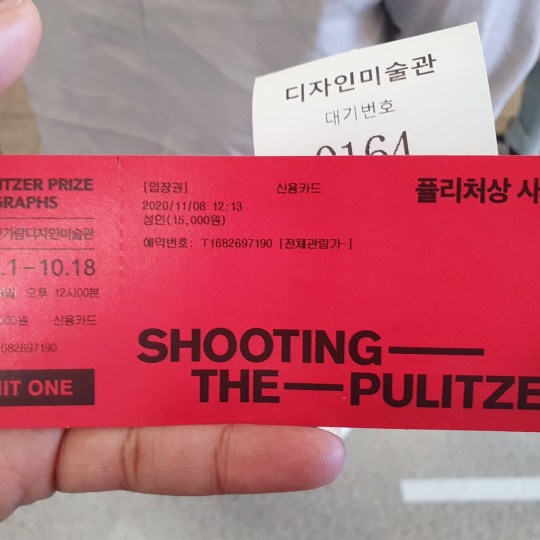 디자인미술관
대기번호
0164
ITZER PRIZE
GRAPHS
가람디자인미술관
.1 – 10.18
일 오후 12시00분
000원 신용카드
682697190
IT ONE
[입장권] 신용카드
2020/11/08 12:13
성인(15,000원)
예약번호: T1682697190 [전체관람가-]
퓰리처상 사
SHOOTING
THE — PULITZE